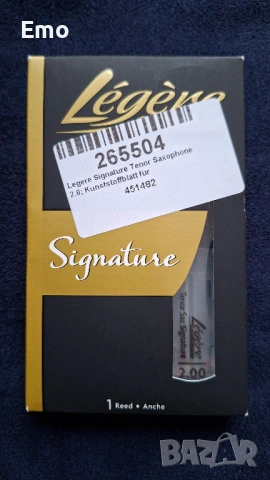 Emo
Légère
265504
Legere Signature Tenor Saxophone
2.0; Kunststoffblatt für
451482
Signature
Légère
Tenor Sax Signature
2.00
1 Reed • Anche
BAZAR